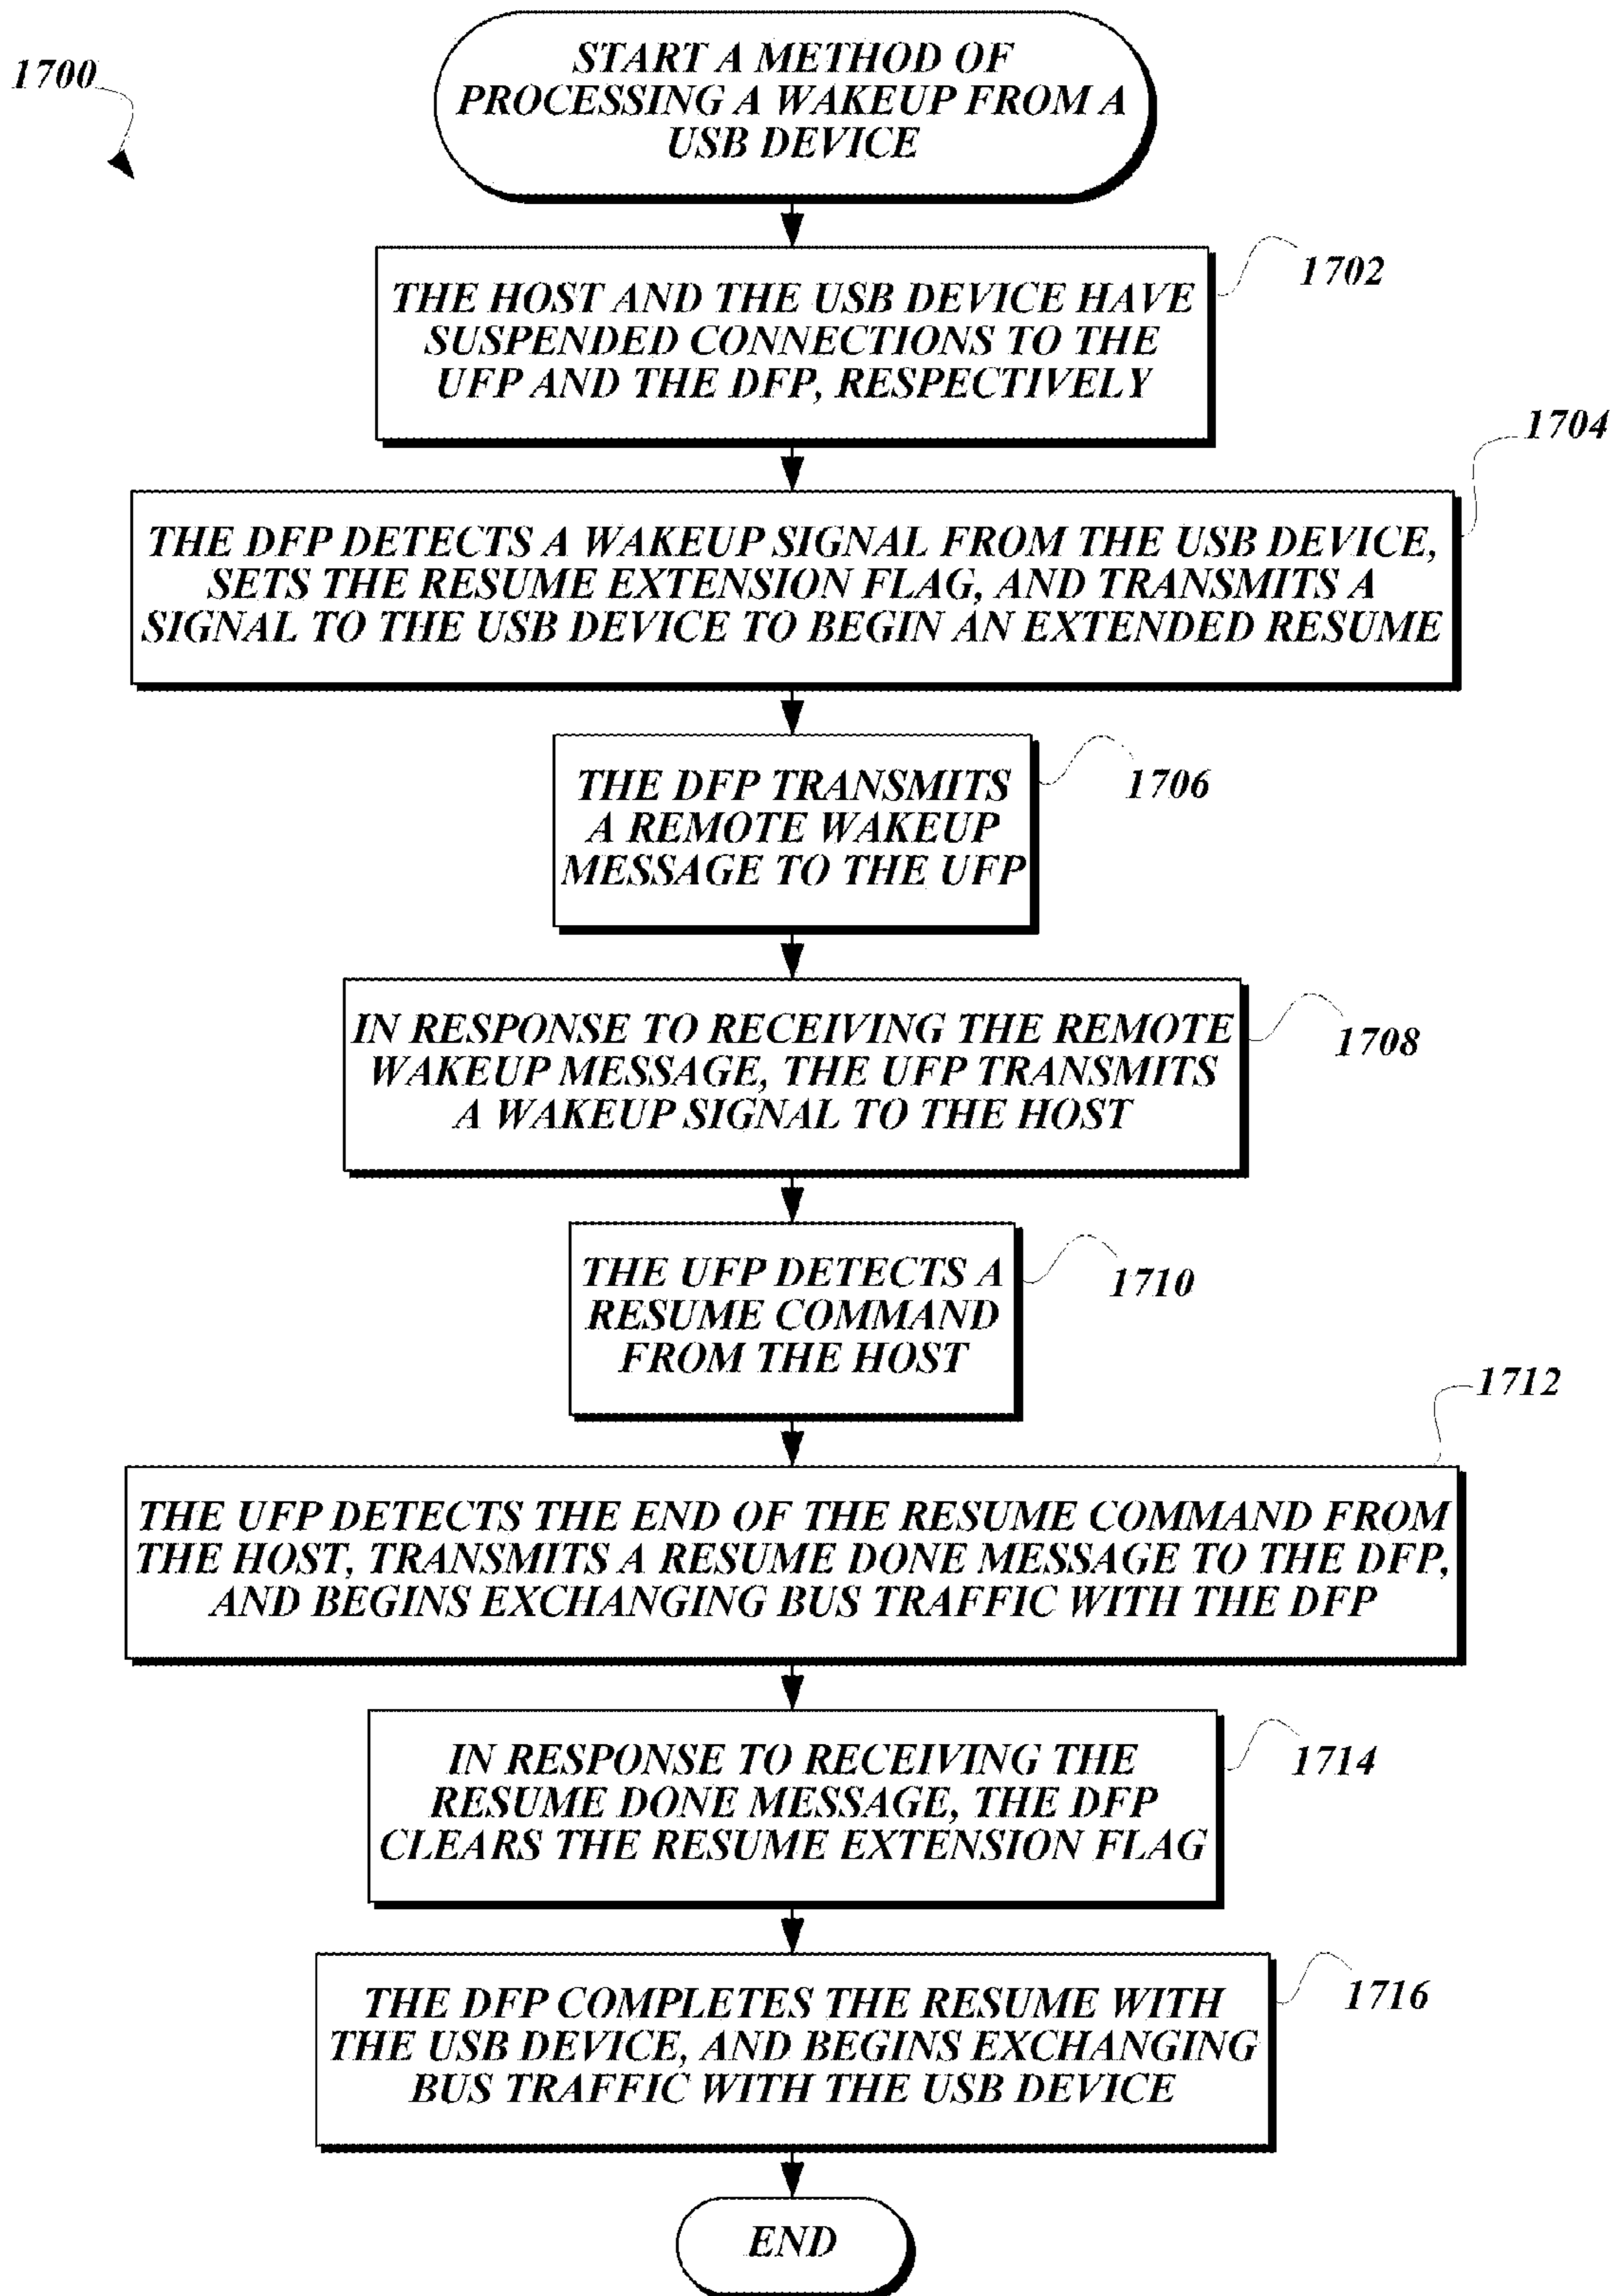 1700
START A METHOD OF
PROCESSING A WAKEUP FROM A
USB DEVICE
1702
THE HOST AND THE USB DEVICE HAVE
SUSPENDED CONNECTIONS TO THE
UFP AND THE DFP, RESPECTIVELY
1704
THE DFP DETECTS A WAKEUP SIGNAL FROM THE USB DEVICE,
SETS THE RESUME EXTENSION FLAG, AND TRANSMITS A
SIGNAL TO THE USB DEVICE TO BEGIN AN EXTENDED RESUME
1706
THE DFP TRANSMITS
A REMOTE WAKEUP
MESSAGE TO THE UFP
1708
IN RESPONSE TO RECEIVING THE REMOTE
WAKEUP MESSAGE, THE UFP TRANSMITS
A WAKEUP SIGNAL TO THE HOST
1710
THE UFP DETECTS A
RESUME COMMAND
FROM THE HOST
1712
THE UFP DETECTS THE END OF THE RESUME COMMAND FROM
THE HOST, TRANSMITS A RESUME DONE MESSAGE TO THE DFP,
AND BEGINS EXCHANGING BUS TRAFFIC WITH THE DFP
1714
IN RESPONSE TO RECEIVING THE
RESUME DONE MESSAGE, THE DFP
CLEARS THE RESUME EXTENSION FLAG
1716
THE DFP COMPLETES THE RESUME WITH
THE USB DEVICE, AND BEGINS EXCHANGING
BUS TRAFFIC WITH THE USB DEVICE
END